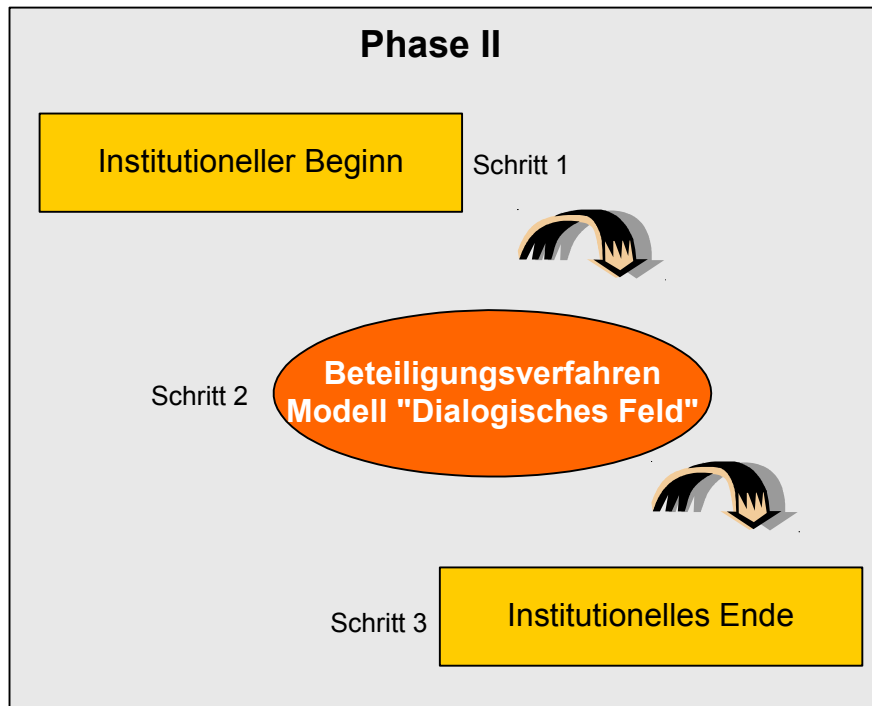 Phase II
Institutioneller Beginn
Schritt 1
Schritt 2
Beteiligungsverfahren
Modell "Dialogisches Feld"
Schritt 3
Institutionelles Ende